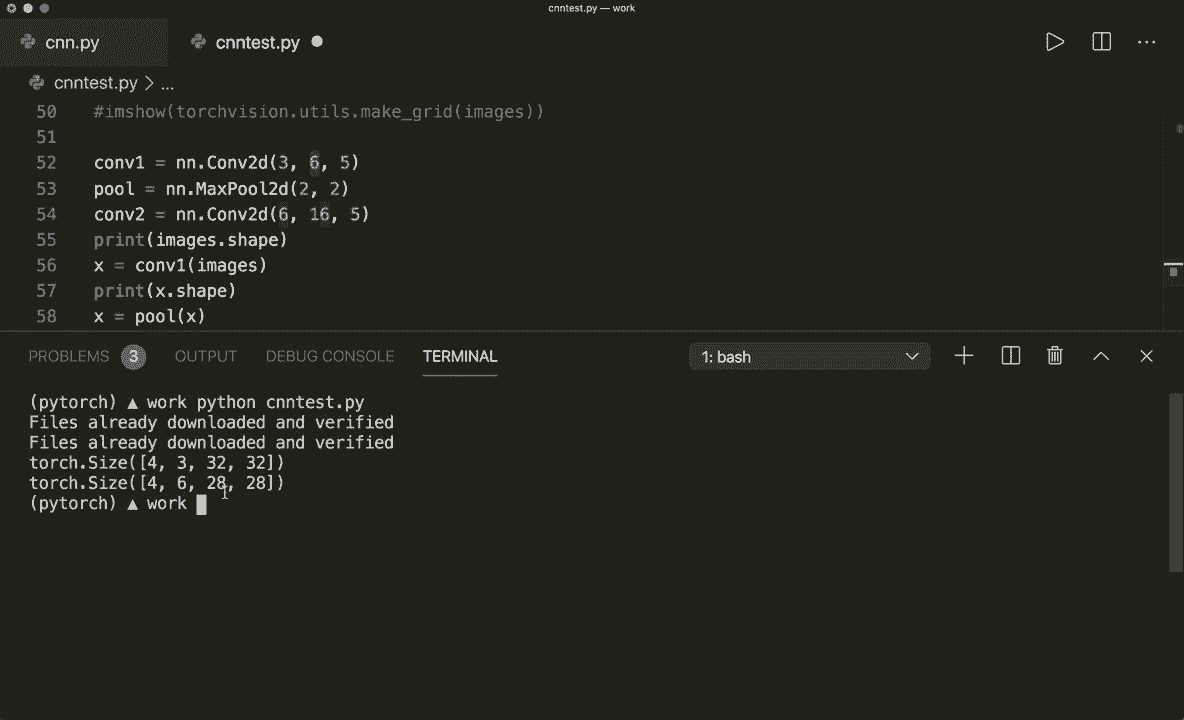 cnntest.py — work
cnn.py cnntest.py
cnntest.py > ...
50 #imshow(torchvision.utils.make_grid(images))
51
52 conv1 = nn.Conv2d(3, 6, 5)
53 pool = nn.MaxPool2d(2, 2)
54 conv2 = nn.Conv2d(6, 16, 5)
55 print(images.shape)
56 x = conv1(images)
57 print(x.shape)
58 x = pool(x)
PROBLEMS 3 OUTPUT DEBUG CONSOLE TERMINAL 1: bash
(pytorch) ▲ work python cnntest.py
Files already downloaded and verified
Files already downloaded and verified
torch.Size([4, 3, 32, 32])
torch.Size([4, 6, 28, 28])
(pytorch) ▲ work